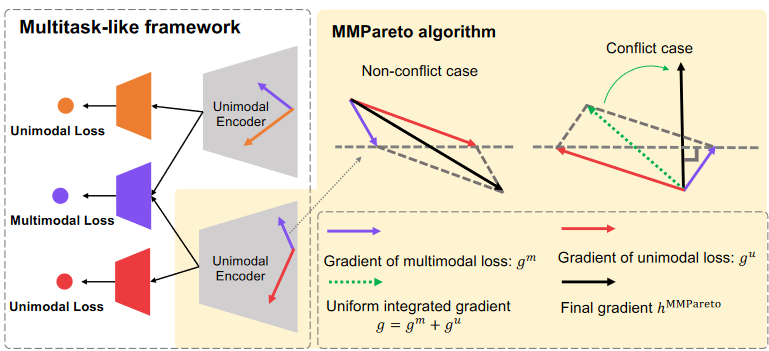 Multitask-like framework
Unimodal Loss
Unimodal
Encoder
Multimodal Loss
Unimodal Loss
Unimodal
Encoder
MMPareto algorithm
Non-conflict case
Conflict case
Gradient of multimodal loss: g^m
Gradient of unimodal loss: g^u
Uniform integrated gradient
g = g^m + g^u
Final gradient h^MMPareto